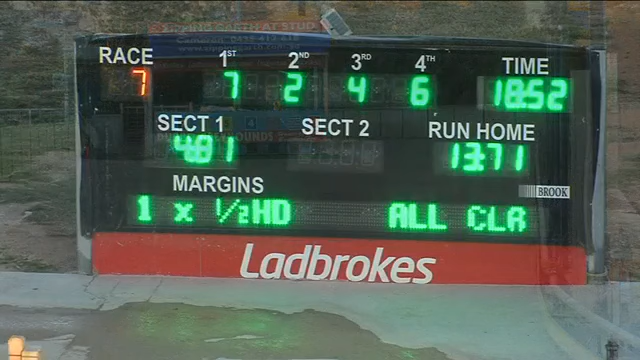 RACE 1ST 2ND 3RD 4TH TIME
7 7 2 4 6 18:52
SECT 1 SECT 2 RUN HOME
4:81 13:71
MARGINS
BROOK
1 x ½HD ALL CLR
Ladbrokes